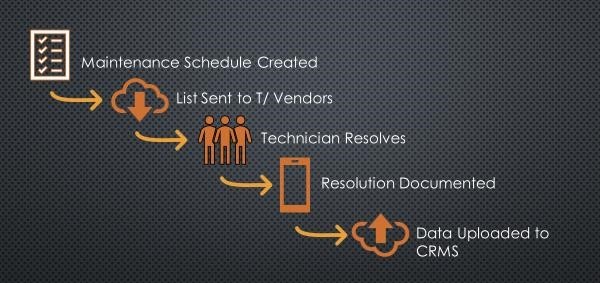 Maintenance Schedule Created
List Sent to T/ Vendors
Technician Resolves
Resolution Documented
Data Uploaded to
CRMS